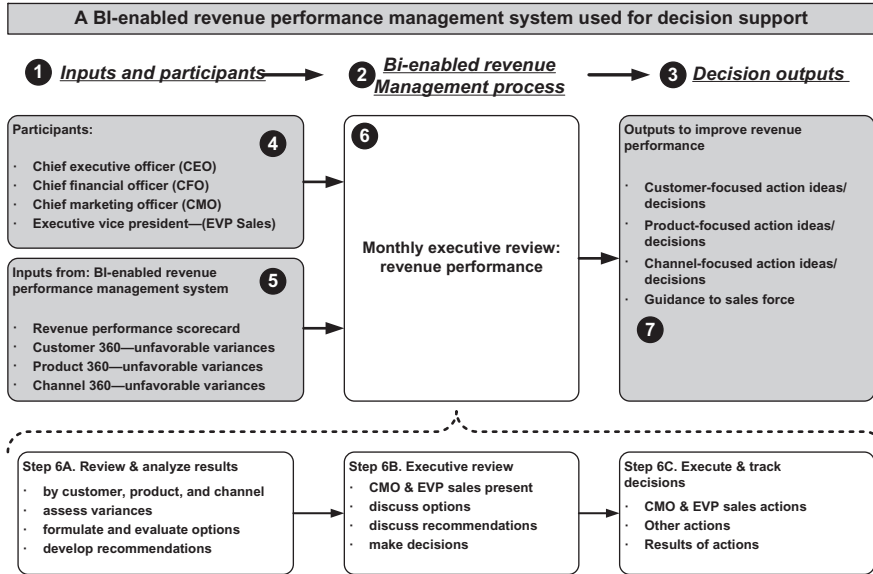 A BI-enabled revenue performance management system used for decision support
1 Inputs and participants
2 Bi-enabled revenue
Management process
3 Decision outputs
Participants:
4
· Chief executive officer (CEO)
· Chief financial officer (CFO)
· Chief marketing officer (CMO)
· Executive vice president—(EVP Sales)
Inputs from: BI-enabled revenue
performance management system
5
· Revenue performance scorecard
· Customer 360—unfavorable variances
· Product 360—unfavorable variances
· Channel 360—unfavorable variances
6
Monthly executive review:
revenue performance
Outputs to improve revenue
performance
· Customer-focused action ideas/
decisions
· Product-focused action ideas/
decisions
· Channel-focused action ideas/
decisions
· Guidance to sales force
7
Step 6A. Review & analyze results
· by customer, product, and channel
· assess variances
· formulate and evaluate options
· develop recommendations
Step 6B. Executive review
· CMO & EVP sales present
· discuss options
· discuss recommendations
· make decisions
Step 6C. Execute & track
decisions
· CMO & EVP sales actions
· Other actions
· Results of actions